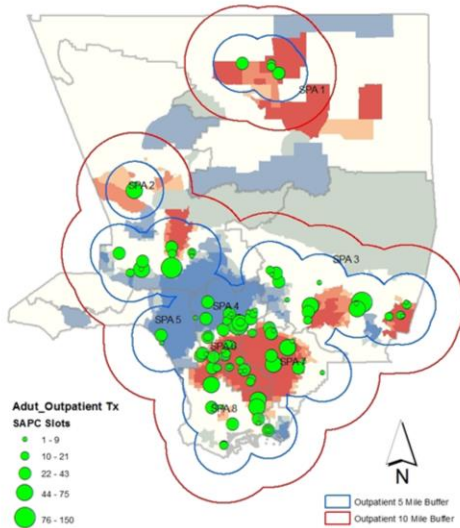 SPA 1
SPA 2
SPA 3
SPA 4
SPA 5
SPA 6
SPA 7
SPA 8
Adut_Outpatient Tx
SAPC Slots
1 - 9
10 - 21
22 - 43
44 - 75
76 - 150
N
Outpatient 5 Mile Buffer
Outpatient 10 Mile Buffer